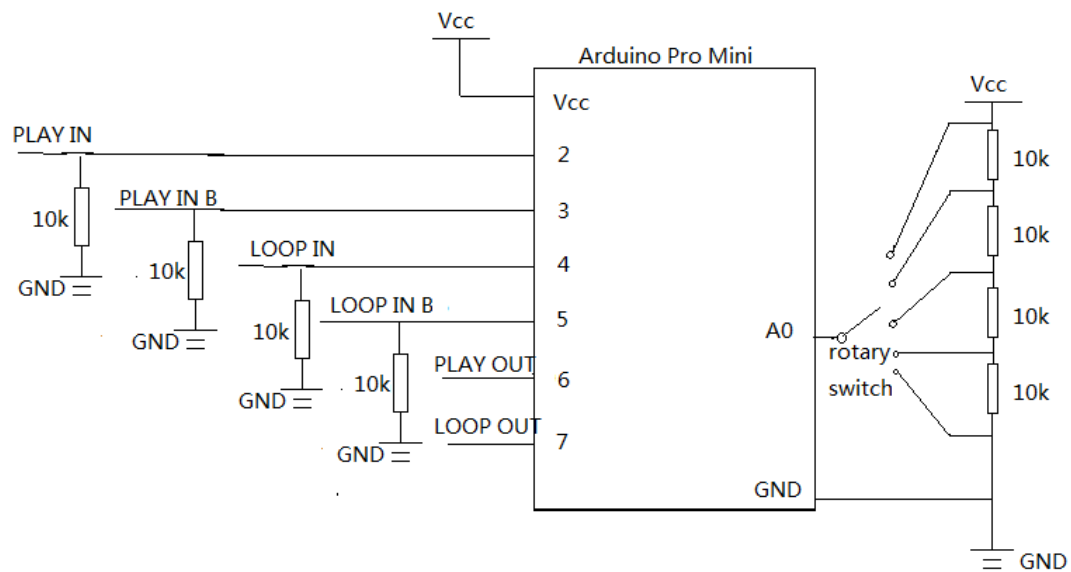 Vcc
Arduino Pro Mini
Vcc
Vcc
PLAY IN
2
10k
PLAY IN B
3
10k
10k
LOOP IN
4
10k
GND
10k
LOOP IN B
5
A0
10k
GND
10k
rotary
PLAY OUT
6
10k
switch
10k
GND
LOOP OUT
7
GND
GND
GND